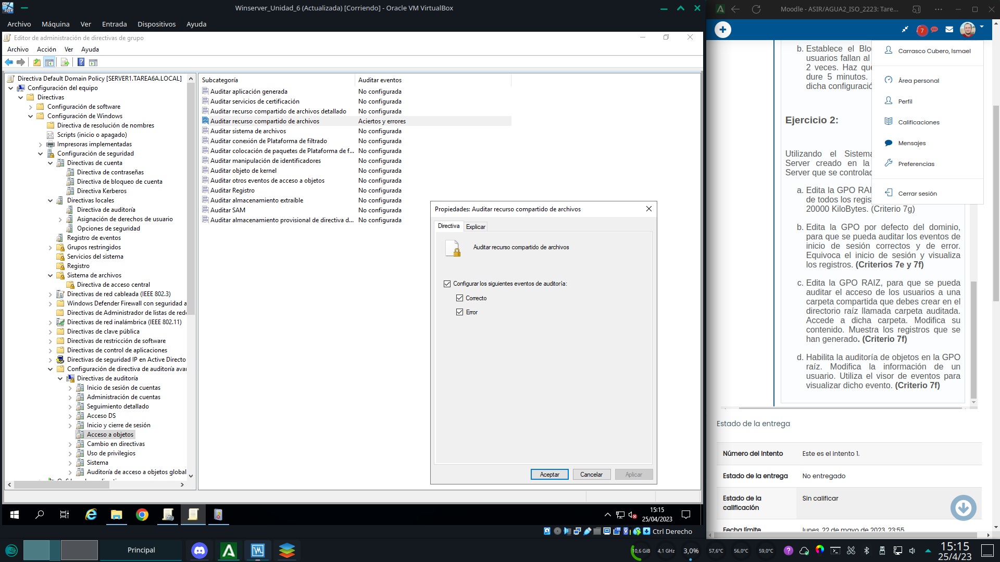 Winserver_Unidad_6 (Actualizada) [Corriendo] - Oracle VM VirtualBox
Archivo Máquina Ver Entrada Dispositivos Ayuda
Editor de administración de directivas de grupo
Archivo Acción Ver Ayuda
Directiva Default Domain Policy [SERVER1.TAREA6A.LOCAL]
Configuración del equipo
Directivas
Configuración de software
Configuración de Windows
Directiva de resolución de nombres
Scripts (inicio o apagado)
Impresoras implementadas
Configuración de seguridad
Directivas de cuenta
Directiva de contraseñas
Directiva de bloqueo de cuenta
Directiva Kerberos
Directivas locales
Directiva de auditoría
Asignación de derechos de usuario
Opciones de seguridad
Registro de eventos
Grupos restringidos
Servicios del sistema
Registro
Sistema de archivos
Directiva de acceso central
Directivas de red cableada (IEEE 802.3)
Windows Defender Firewall con seguridad a
Directivas de Administrador de listas de rede
Directivas de red inalámbrica (IEEE 802.11)
Directivas de clave pública
Directivas de restricción de software
Directivas de control de aplicaciones
Directivas de seguridad IP en Active Directo
Configuración de directiva de auditoría avan
Directivas de auditoría
Inicio de sesión de cuentas
Administración de cuentas
Seguimiento detallado
Acceso DS
Inicio y cierre de sesión
Acceso a objetos
Cambio en directivas
Uso de privilegios
Sistema
Auditoría de acceso a objetos global
Subcategoría Auditar eventos
Auditar aplicación generada No configurada
Auditar servicios de certificación No configurada
Auditar recurso compartido de archivos detallado No configurada
Auditar recurso compartido de archivos Aciertos y errores
Auditar sistema de archivos No configurada
Auditar conexión de Plataforma de filtrado No configurada
Auditar colocación de paquetes de Plataforma de f... No configurada
Auditar manipulación de identificadores No configurada
Auditar objeto de kernel No configurada
Auditar otros eventos de acceso a objetos No configurada
Auditar Registro No configurada
Auditar almacenamiento extraíble No configurada
Auditar SAM No configurada
Auditar almacenamiento provisional de directiva d... No configurada
Propiedades: Auditar recurso compartido de archivos
Directiva Explicar
Auditar recurso compartido de archivos
Configurar los siguientes eventos de auditoría:
Correcto
Error
Aceptar Cancelar Aplicar
15:15
25/04/2023
Ctrl Derecho
Moodle - ASIR/AGUA2_ISO_2223: Tare...
7
b. Establece el Blo
usuarios fallan al
2 veces. Haz que
dure 5 minutos.
dicha configuració
Carrasco Cubero, Ismael
Área personal
Perfil
Calificaciones
Mensajes
Preferencias
Cerrar sesión
Ejercicio 2:
Utilizando el Sistema
Server creado en la
Server que se controlad
a. Edita la GPO RAI
de todos los regis
20000 KiloBytes. (Criterio 7g)
b. Edita la GPO por defecto del dominio,
para que se pueda auditar los eventos de
inicio de sesión correctos y de error.
Equivoca el inicio de sesión y visualiza
los registros. (Criterios 7e y 7f)
c. Edita la GPO RAIZ, para que se pueda
auditar el acceso de los usuarios a una
carpeta compartida que debes crear en el
directorio raíz llamada carpeta auditada.
Accede a dicha carpeta. Modifica su
contenido. Muestra los registros que se
han generado. (Criterio 7f)
d. Habilita la auditoría de objetos en la GPO
raíz. Modifica la información de un
usuario. Utiliza el visor de eventos para
visualizar dicho evento. (Criterio 7f)
Estado de la entrega
Número del intento Este es el intento 1.
Estado de la entrega No entregado
Estado de la calificación Sin calificar
Fecha límite lunes, 22 de mayo de 2023, 23:55
Principal
10,6 GiB 4,1 GHz 3,0% 57,6°C 56,0°C 59,0°C
15:15
25/4/23